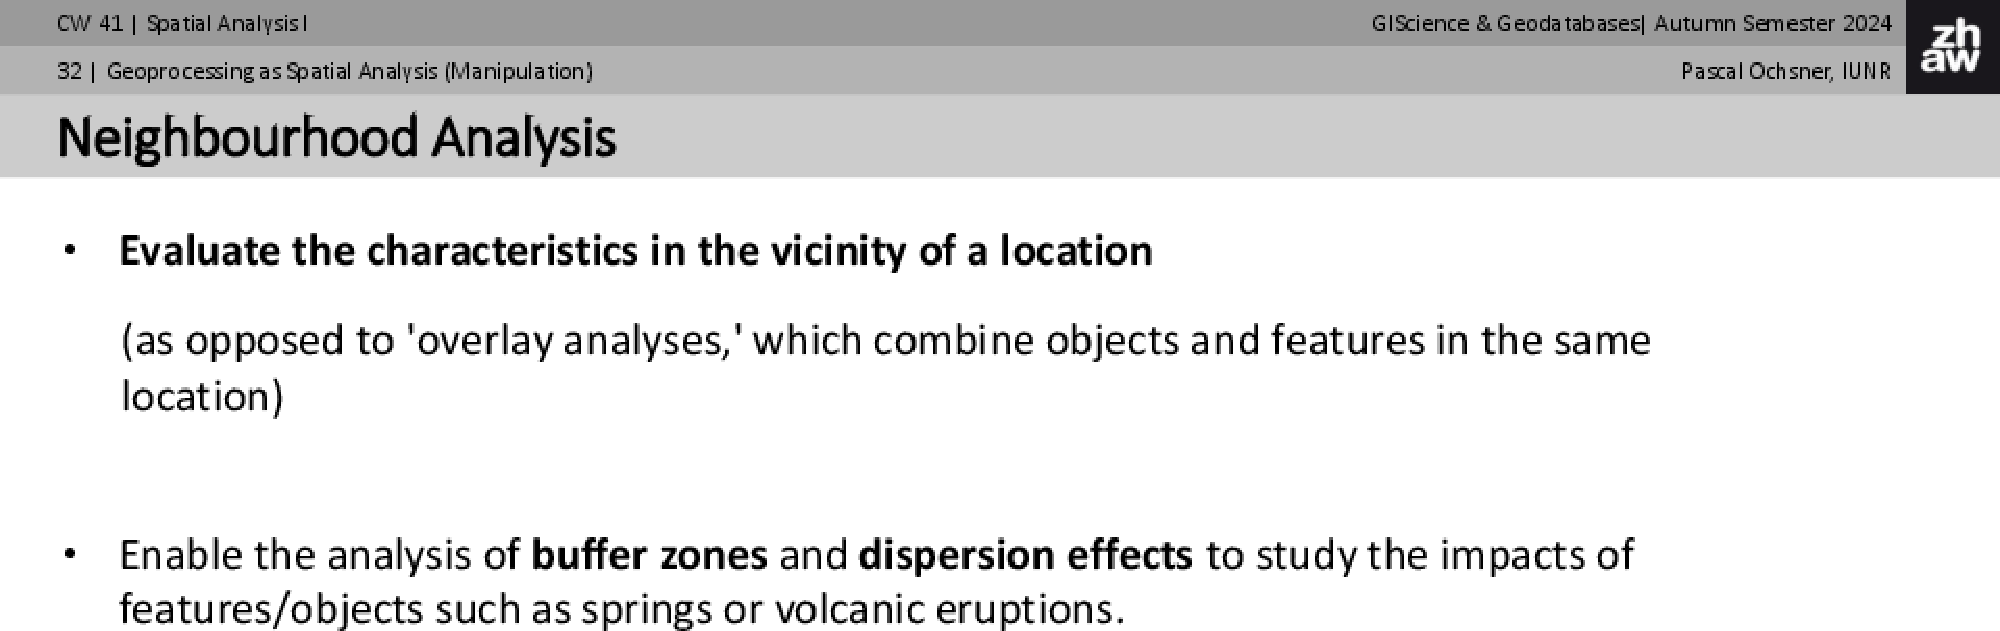 CW 41 | Spatial Analysis I
GIScience & Geodatabases| Autumn Semester 2024
zh
aw
32 | Geoprocessing as Spatial Analysis (Manipulation)
Pascal Ochsner, IUNR
Neighbourhood Analysis
• Evaluate the characteristics in the vicinity of a location
(as opposed to 'overlay analyses,' which combine objects and features in the same
location)
• Enable the analysis of buffer zones and dispersion effects to study the impacts of
features/objects such as springs or volcanic eruptions.